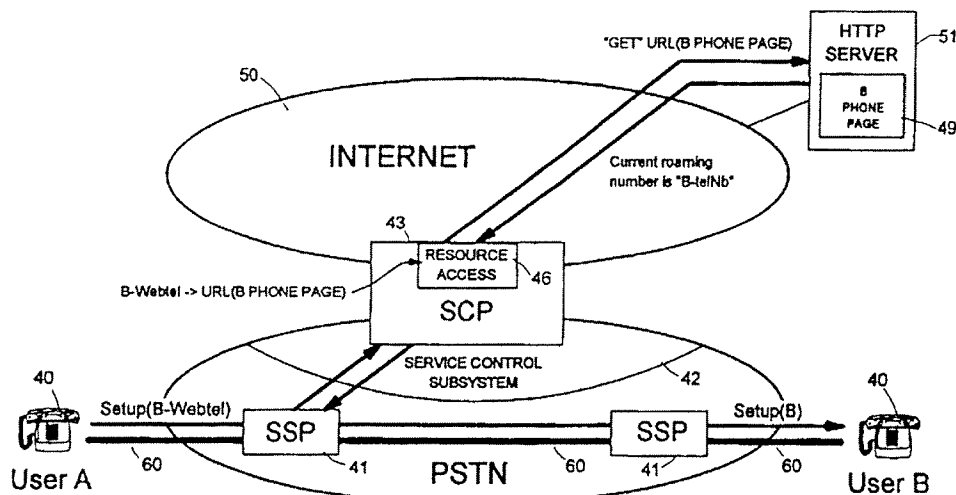 HTTP
SERVER
51
"GET" URL(B PHONE PAGE)
50
B
PHONE
PAGE
49
INTERNET
Current roaming
number is "B-telNb"
43
RESOURCE
ACCESS
46
B-Webtel -> URL(B PHONE PAGE)
SCP
SERVICE CONTROL
SUBSYSTEM
42
40
40
Setup(B-Webtel)
Setup(B)
SSP
SSP
60
41
60
41
60
User A
PSTN
User B